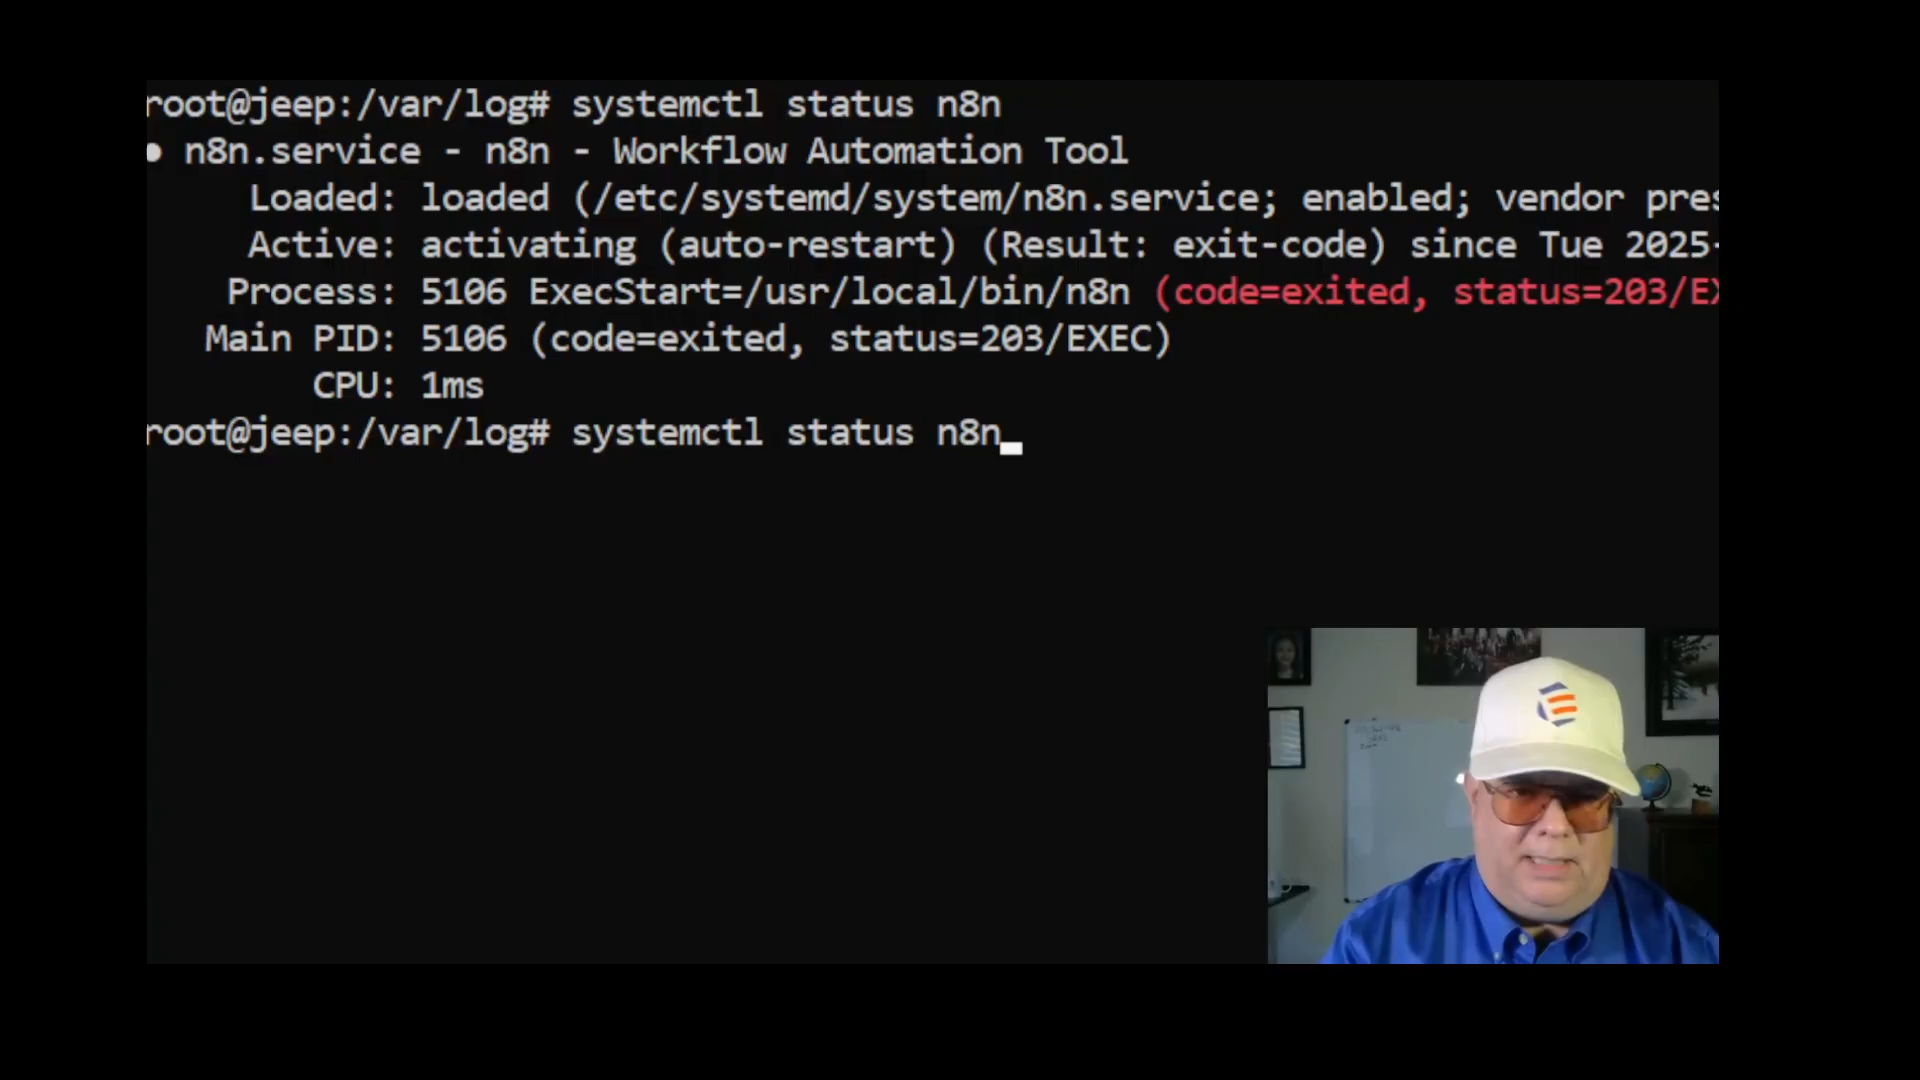 root@jeep:/var/log# systemctl status n8n
● n8n.service - n8n - Workflow Automation Tool
Loaded: loaded (/etc/systemd/system/n8n.service; enabled; vendor pres
Active: activating (auto-restart) (Result: exit-code) since Tue 2025-
Process: 5106 ExecStart=/usr/local/bin/n8n (code=exited, status=203/EX
Main PID: 5106 (code=exited, status=203/EXEC)
CPU: 1ms
root@jeep:/var/log# systemctl status n8n